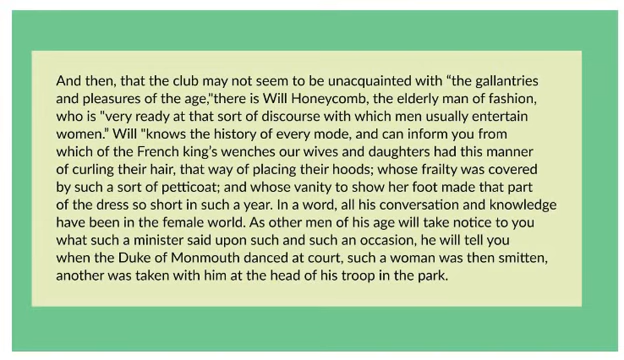 And then, that the club may not seem to be unacquainted with “the gallantries
and pleasures of the age,”there is Will Honeycomb, the elderly man of fashion,
who is "very ready at that sort of discourse with which men usually entertain
women.” Will "knows the history of every mode, and can inform you from
which of the French king’s wenches our wives and daughters had this manner
of curling their hair, that way of placing their hoods; whose frailty was covered
by such a sort of petticoat; and whose vanity to show her foot made that part
of the dress so short in such a year. In a word, all his conversation and knowledge
have been in the female world. As other men of his age will take notice to you
what such a minister said upon such and such an occasion, he will tell you
when the Duke of Monmouth danced at court, such a woman was then smitten,
another was taken with him at the head of his troop in the park.